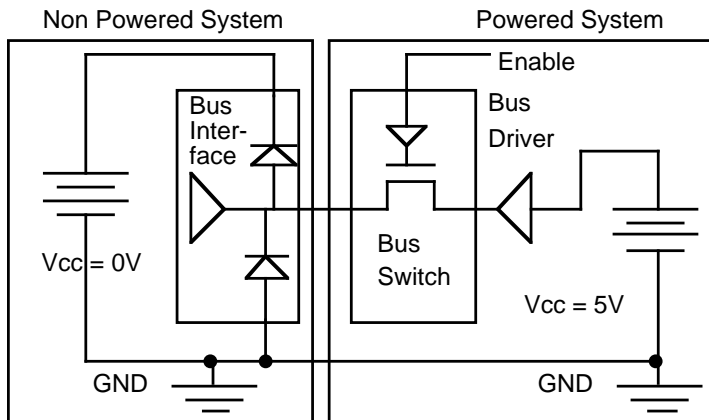 Non Powered System
Powered System
Enable
Bus
Inter-
face
Bus
Driver
Bus
Switch
Vcc = 0V
Vcc = 5V
GND
GND